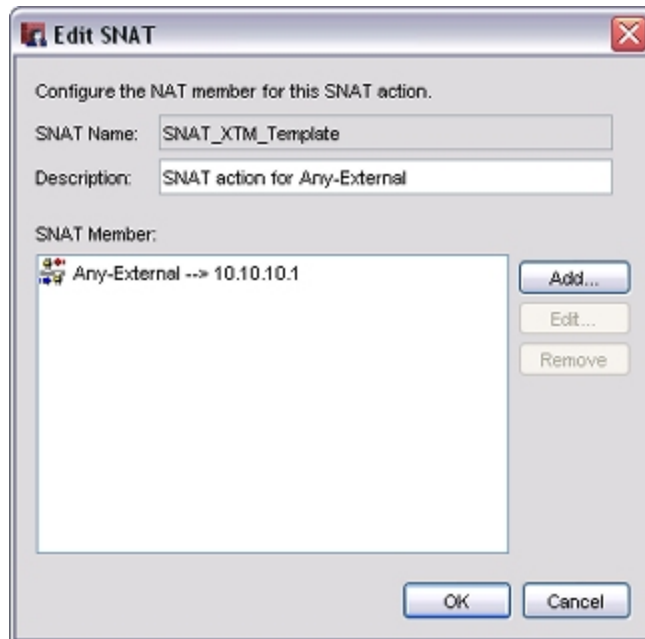 Edit SNAT
Configure the NAT member for this SNAT action.
SNAT Name: SNAT_XTM_Template
Description: SNAT action for Any-External
SNAT Member:
Any-External --> 10.10.10.1
Add...
Edit...
Remove
OK Cancel